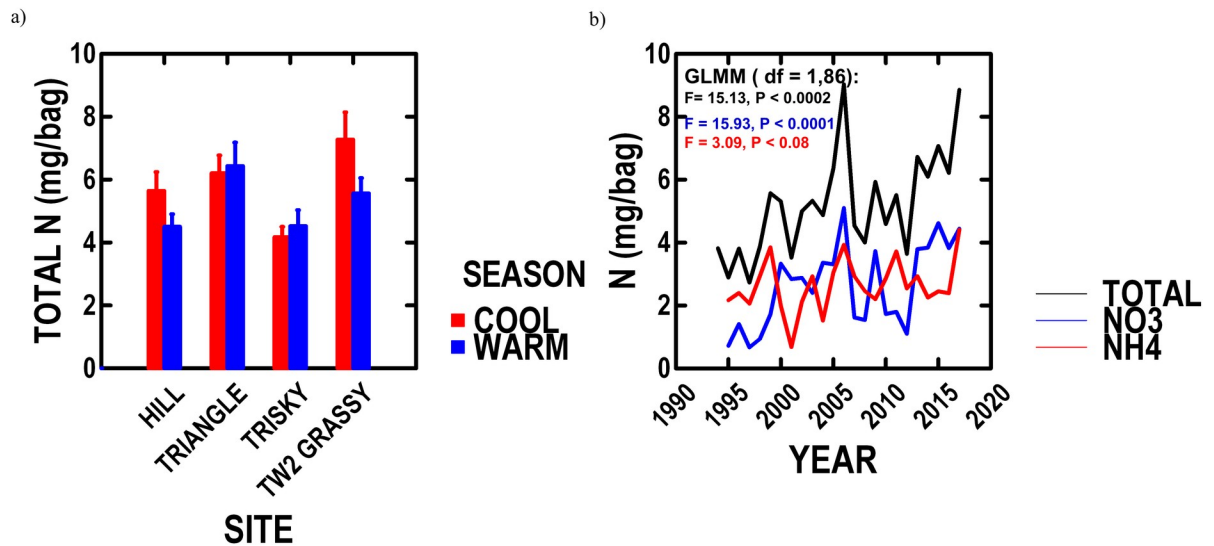 a)
TOTAL N (mg/bag)
10
8
6
4
2
0
HILL
TRIANGLE
TRISKY
TW2 GRASSY
SITE
SEASON
COOL
WARM
b)
N (mg/bag)
10
8
6
4
2
0
GLMM ( df = 1,86):
F= 15.13, P < 0.0002
F = 15.93, P < 0.0001
F = 3.09, P < 0.08
1990
1995
2000
2005
2010
2015
2020
YEAR
TOTAL
NO3
NH4